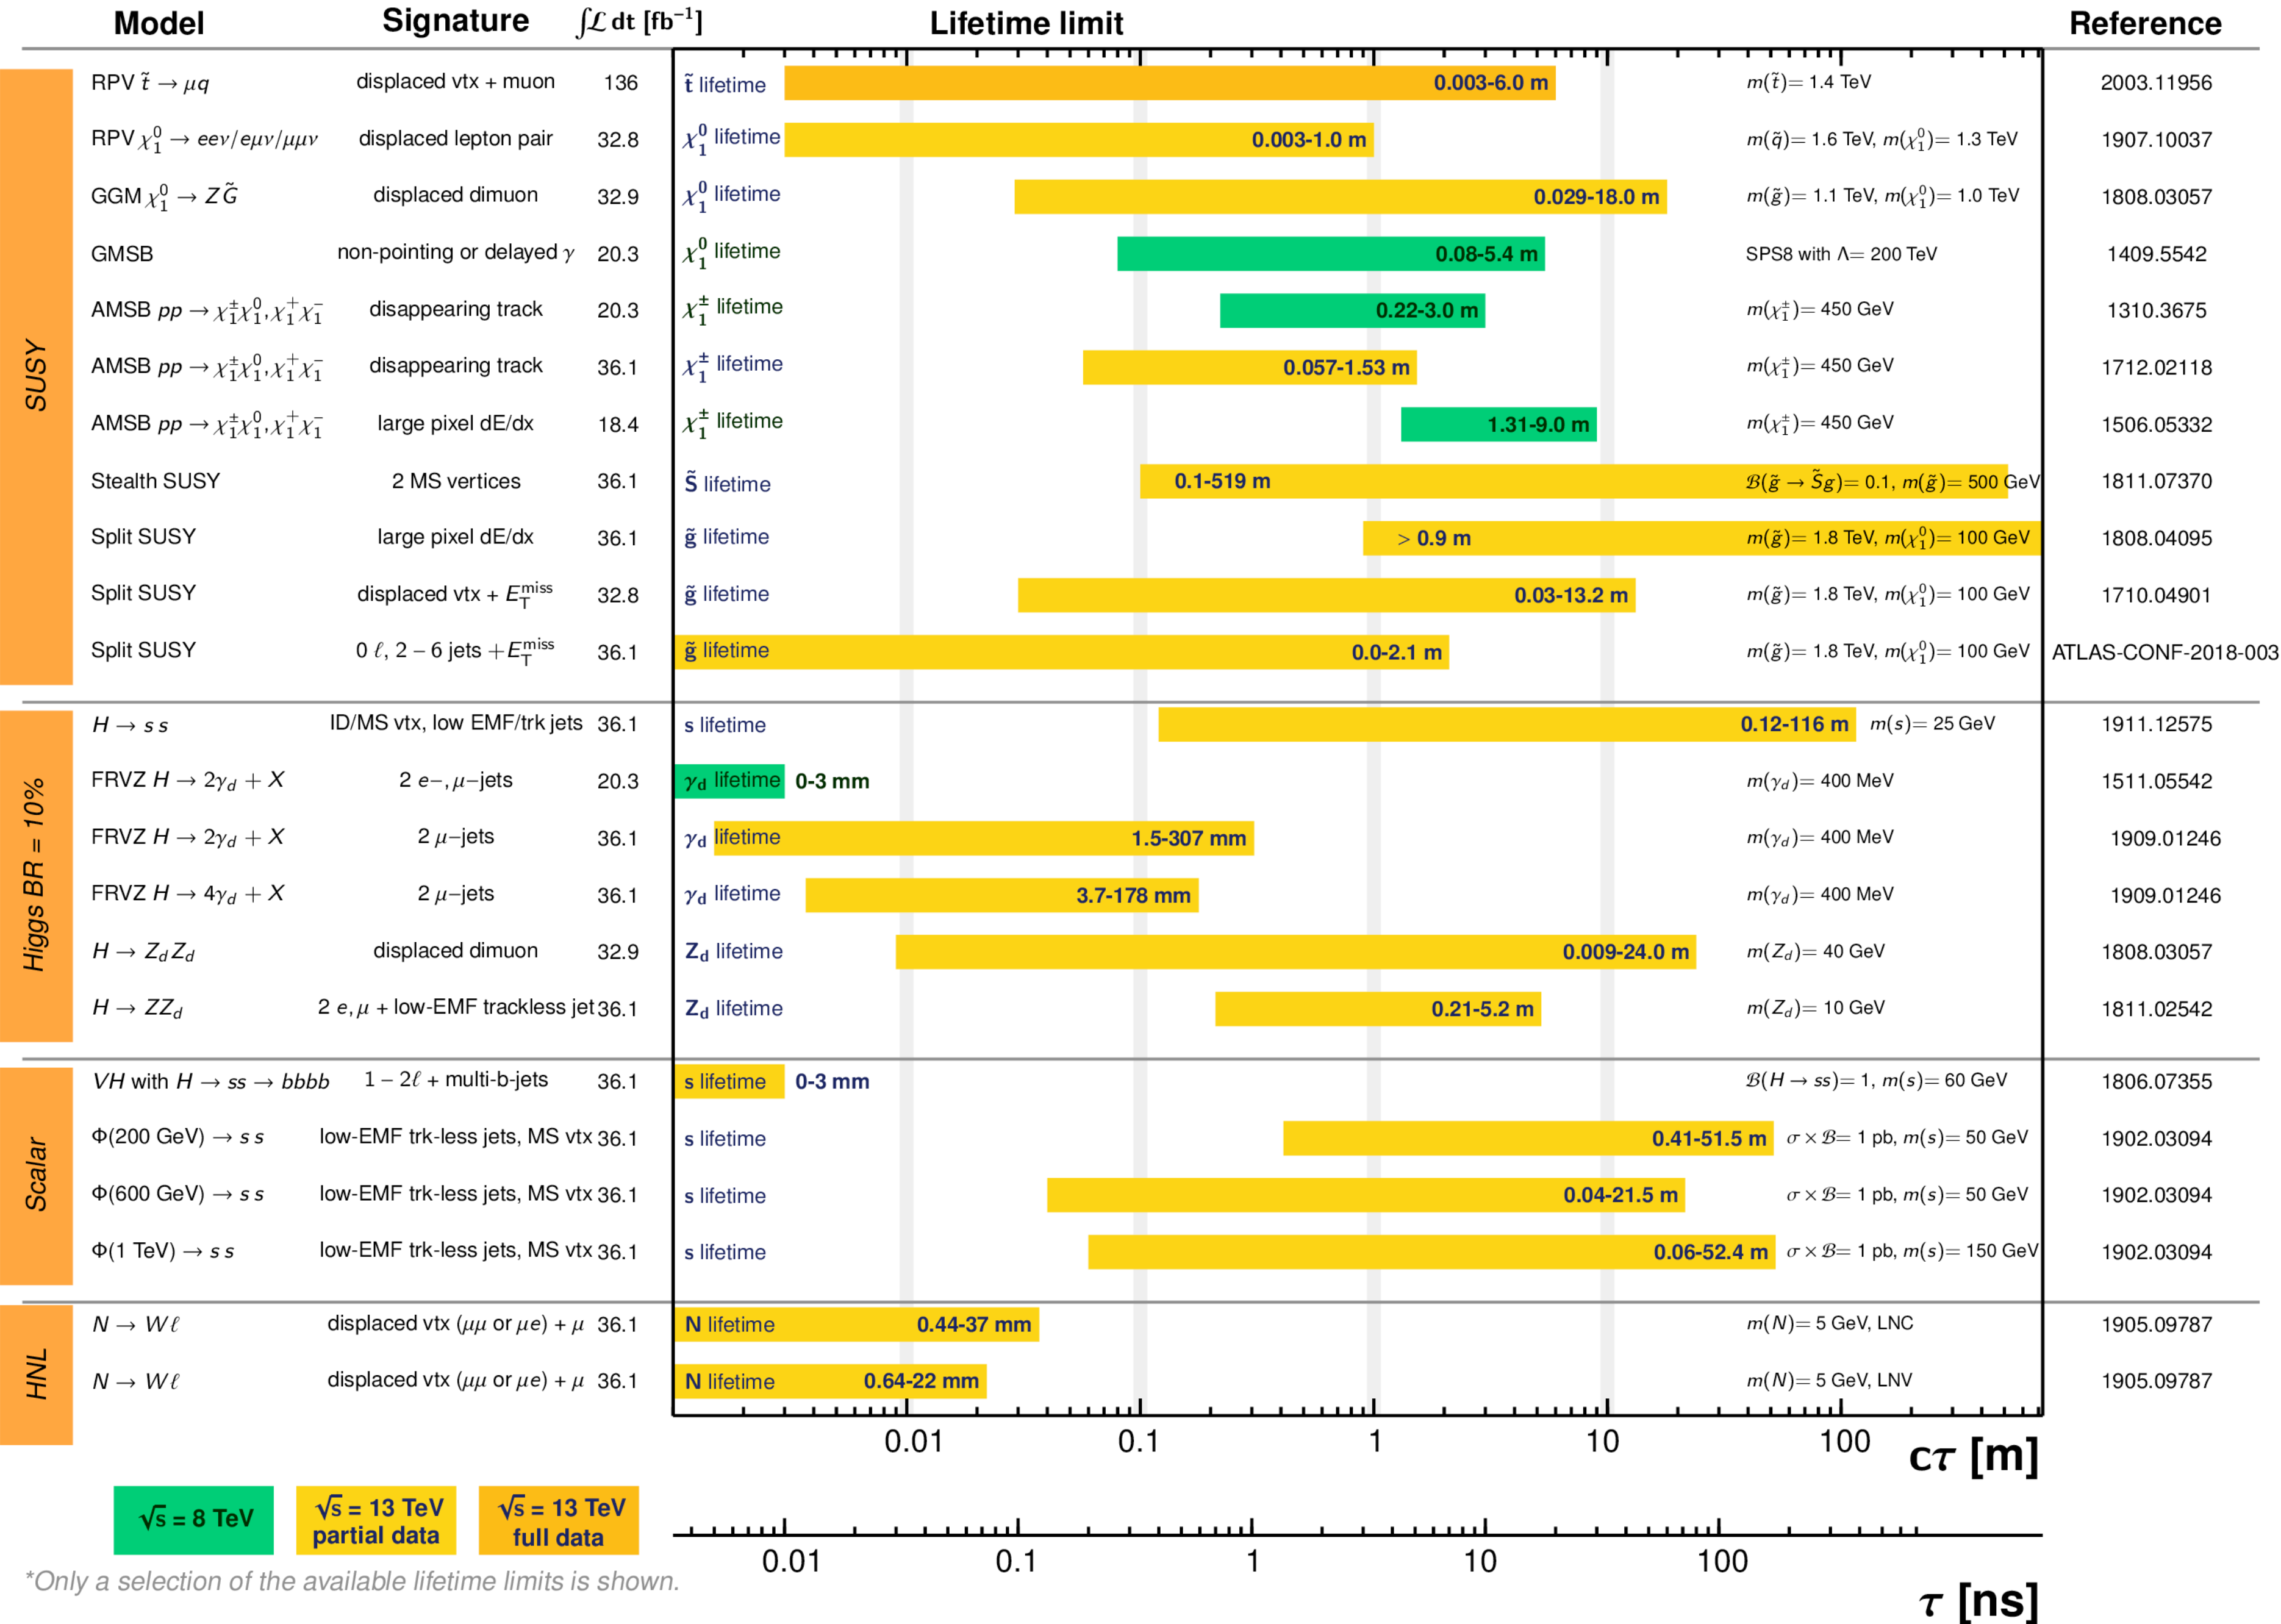 Model Signature ∫ℒ dt [fb⁻¹] Lifetime limit Reference
SUSY
RPV t̃ → μq displaced vtx + muon 136 t̃ lifetime 0.003-6.0 m m(t̃)= 1.4 TeV 2003.11956
RPV χ₁⁰ → eeν/eμν/μμν displaced lepton pair 32.8 χ₁⁰ lifetime 0.003-1.0 m m(q̃)= 1.6 TeV, m(χ₁⁰)= 1.3 TeV 1907.10037
GGM χ₁⁰ → ZG̃ displaced dimuon 32.9 χ₁⁰ lifetime 0.029-18.0 m m(g̃)= 1.1 TeV, m(χ₁⁰)= 1.0 TeV 1808.03057
GMSB non-pointing or delayed γ 20.3 χ₁⁰ lifetime 0.08-5.4 m SPS8 with Λ= 200 TeV 1409.5542
AMSB pp → χ₁±χ₁⁰, χ₁⁺χ₁⁻ disappearing track 20.3 χ₁± lifetime 0.22-3.0 m m(χ₁±)= 450 GeV 1310.3675
AMSB pp → χ₁±χ₁⁰, χ₁⁺χ₁⁻ disappearing track 36.1 χ₁± lifetime 0.057-1.53 m m(χ₁±)= 450 GeV 1712.02118
AMSB pp → χ₁±χ₁⁰, χ₁⁺χ₁⁻ large pixel dE/dx 18.4 χ₁± lifetime 1.31-9.0 m m(χ₁±)= 450 GeV 1506.05332
Stealth SUSY 2 MS vertices 36.1 S̃ lifetime 0.1-519 m ℬ(g̃ → S̃g)= 0.1, m(g̃)= 500 GeV 1811.07370
Split SUSY large pixel dE/dx 36.1 g̃ lifetime > 0.9 m m(g̃)= 1.8 TeV, m(χ₁⁰)= 100 GeV 1808.04095
Split SUSY displaced vtx + E_T^miss 32.8 g̃ lifetime 0.03-13.2 m m(g̃)= 1.8 TeV, m(χ₁⁰)= 100 GeV 1710.04901
Split SUSY 0 ℓ, 2 − 6 jets +E_T^miss 36.1 g̃ lifetime 0.0-2.1 m m(g̃)= 1.8 TeV, m(χ₁⁰)= 100 GeV ATLAS-CONF-2018-003
Higgs BR = 10%
H → s s ID/MS vtx, low EMF/trk jets 36.1 s lifetime 0.12-116 m m(s)= 25 GeV 1911.12575
FRVZ H → 2γ_d + X 2 e−, μ−jets 20.3 γ_d lifetime 0-3 mm m(γ_d)= 400 MeV 1511.05542
FRVZ H → 2γ_d + X 2 μ−jets 36.1 γ_d lifetime 1.5-307 mm m(γ_d)= 400 MeV 1909.01246
FRVZ H → 4γ_d + X 2 μ−jets 36.1 γ_d lifetime 3.7-178 mm m(γ_d)= 400 MeV 1909.01246
H → Z_dZ_d displaced dimuon 32.9 Z_d lifetime 0.009-24.0 m m(Z_d)= 40 GeV 1808.03057
H → ZZ_d 2 e, μ + low-EMF trackless jet 36.1 Z_d lifetime 0.21-5.2 m m(Z_d)= 10 GeV 1811.02542
Scalar
VH with H → ss → bbbb 1 − 2ℓ + multi-b-jets 36.1 s lifetime 0-3 mm ℬ(H → ss)= 1, m(s)= 60 GeV 1806.07355
Φ(200 GeV) → s s low-EMF trk-less jets, MS vtx 36.1 s lifetime 0.41-51.5 m σ × ℬ= 1 pb, m(s)= 50 GeV 1902.03094
Φ(600 GeV) → s s low-EMF trk-less jets, MS vtx 36.1 s lifetime 0.04-21.5 m σ × ℬ= 1 pb, m(s)= 50 GeV 1902.03094
Φ(1 TeV) → s s low-EMF trk-less jets, MS vtx 36.1 s lifetime 0.06-52.4 m σ × ℬ= 1 pb, m(s)= 150 GeV 1902.03094
HNL
N → Wℓ displaced vtx (μμ or μe) + μ 36.1 N lifetime 0.44-37 mm m(N)= 5 GeV, LNC 1905.09787
N → Wℓ displaced vtx (μμ or μe) + μ 36.1 N lifetime 0.64-22 mm m(N)= 5 GeV, LNV 1905.09787
0.01 0.1 1 10 100
cτ [m]
√s = 8 TeV
√s = 13 TeV
partial data
√s = 13 TeV
full data
0.01 0.1 1 10 100
τ [ns]
*Only a selection of the available lifetime limits is shown.